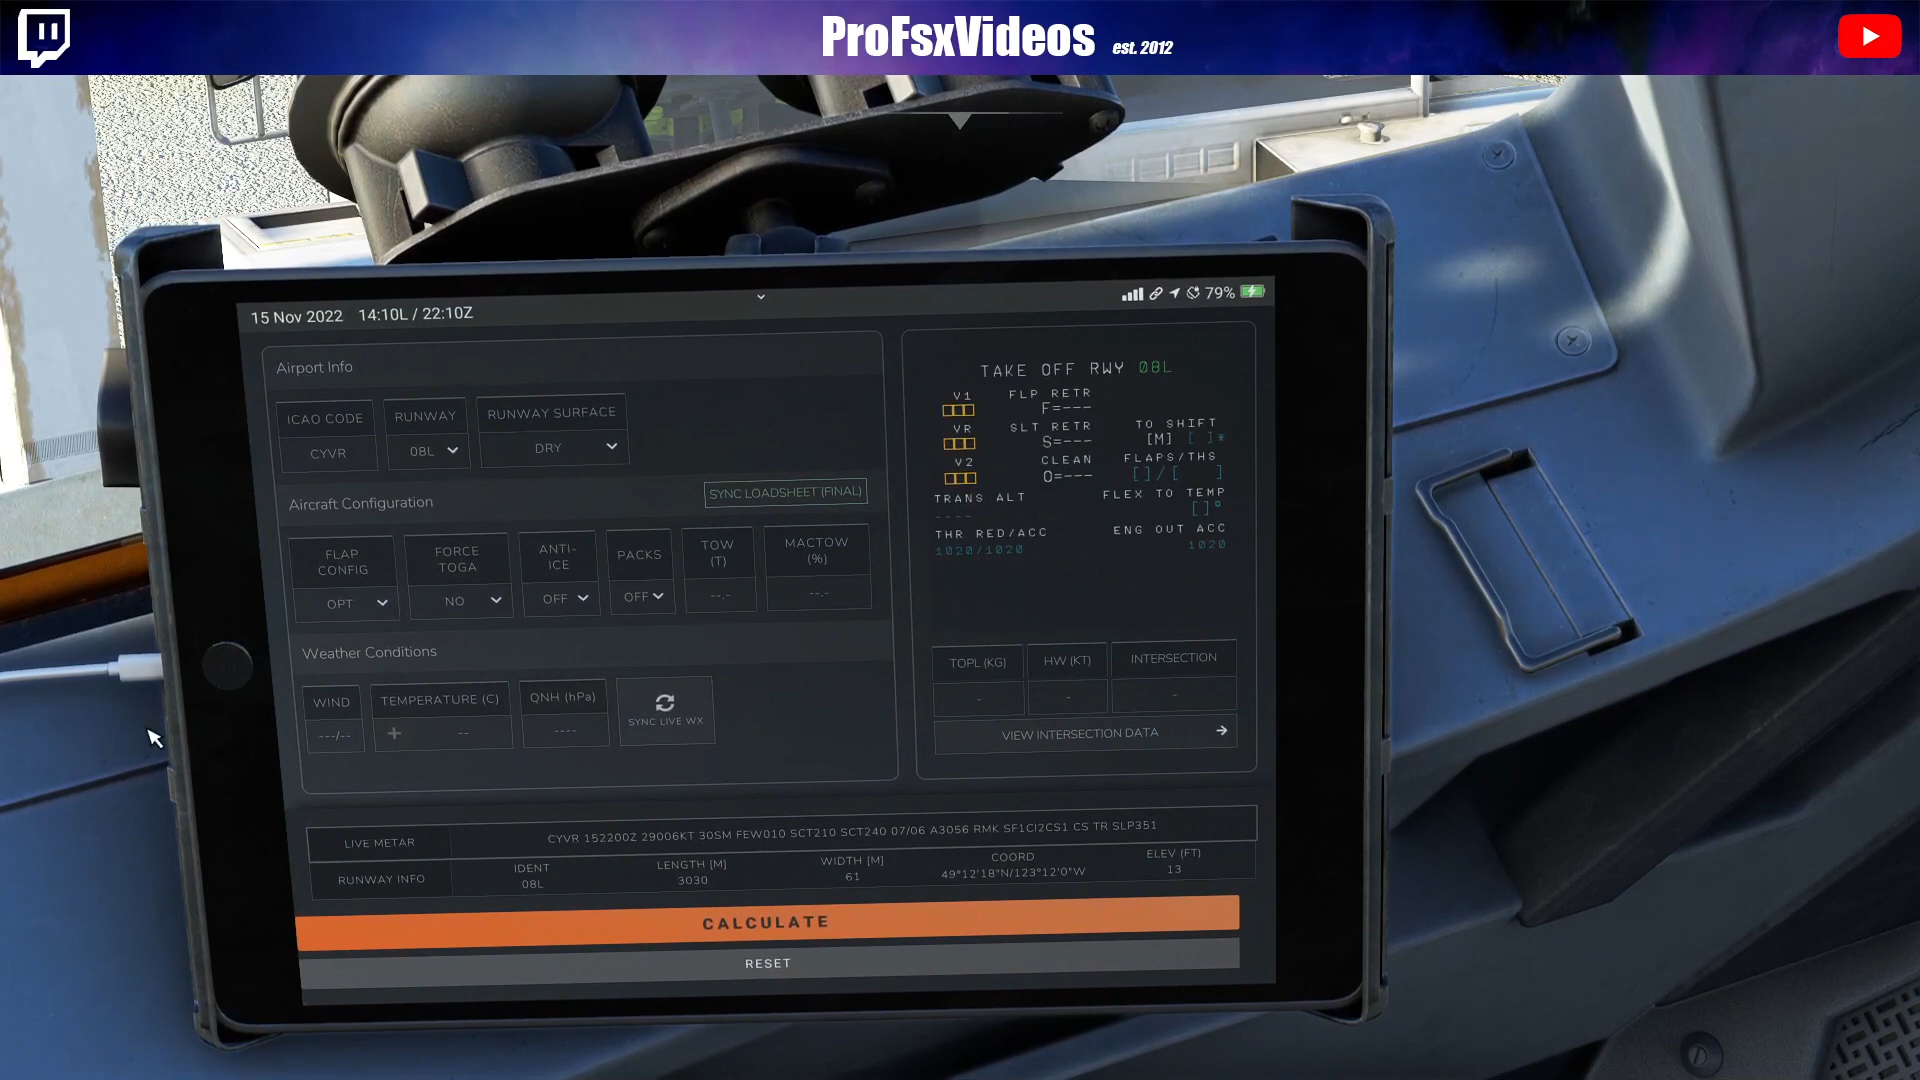 ProFsxVideos est. 2012
15 Nov 2022 14:10L / 22:10Z
79%
Airport Info
ICAO CODE RUNWAY RUNWAY SURFACE
CYVR 08L DRY
Aircraft Configuration
SYNC LOADSHEET (FINAL)
FLAP CONFIG FORCE TOGA ANTI-ICE PACKS TOW (T) MACTOW (%)
OPT NO OFF OFF --.- --.-
Weather Conditions
WIND TEMPERATURE (C) QNH (hPa)
---/-- + -- ----
SYNC LIVE WX
TAKE OFF RWY 08L
V1 FLP RETR
F=---
VR SLT RETR TO SHIFT
S=--- [M] [ ]*
V2 CLEAN FLAPS/THS
O=--- []/[ ]
TRANS ALT FLEX TO TEMP
---- []°
THR RED/ACC ENG OUT ACC
1020/1020 1020
TOPL (KG) HW (KT) INTERSECTION
- - -
VIEW INTERSECTION DATA
LIVE METAR CYVR 152200Z 29006KT 30SM FEW010 SCT210 SCT240 07/06 A3056 RMK SF1CI2CS1 CS TR SLP351
RUNWAY INFO
IDENT LENGTH [M] WIDTH [M] COORD ELEV (FT)
08L 3030 61 49°12'18"N/123°12'0"W 13
CALCULATE
RESET